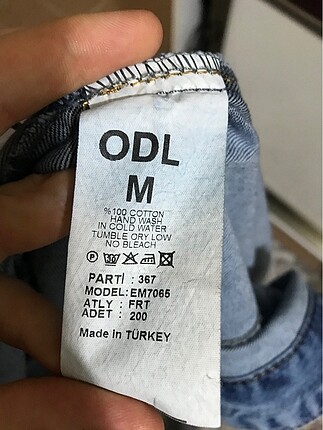 ODL
M
%100 COTTON
HAND WASH
IN COLD WATER
TUMBLE DRY LOW
NO BLEACH
P 30
PARTİ : 367
MODEL:EM7065
ATLY : FRT
ADET : 200
Made in TÜRKEY